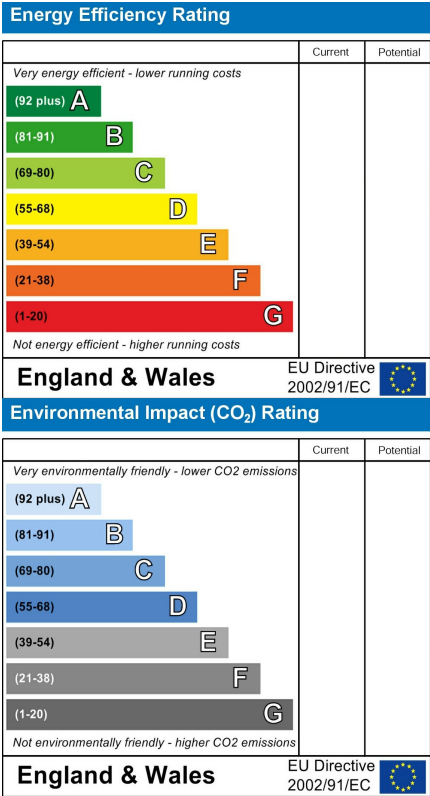 Energy Efficiency Rating
Current Potential
Very energy efficient - lower running costs
(92 plus) A
(81-91) B
(69-80) C
(55-68) D
(39-54) E
(21-38) F
(1-20) G
Not energy efficient - higher running costs
England & Wales
EU Directive
2002/91/EC
Environmental Impact (CO₂) Rating
Current Potential
Very environmentally friendly - lower CO2 emissions
(92 plus) A
(81-91) B
(69-80) C
(55-68) D
(39-54) E
(21-38) F
(1-20) G
Not environmentally friendly - higher CO2 emissions
England & Wales
EU Directive
2002/91/EC